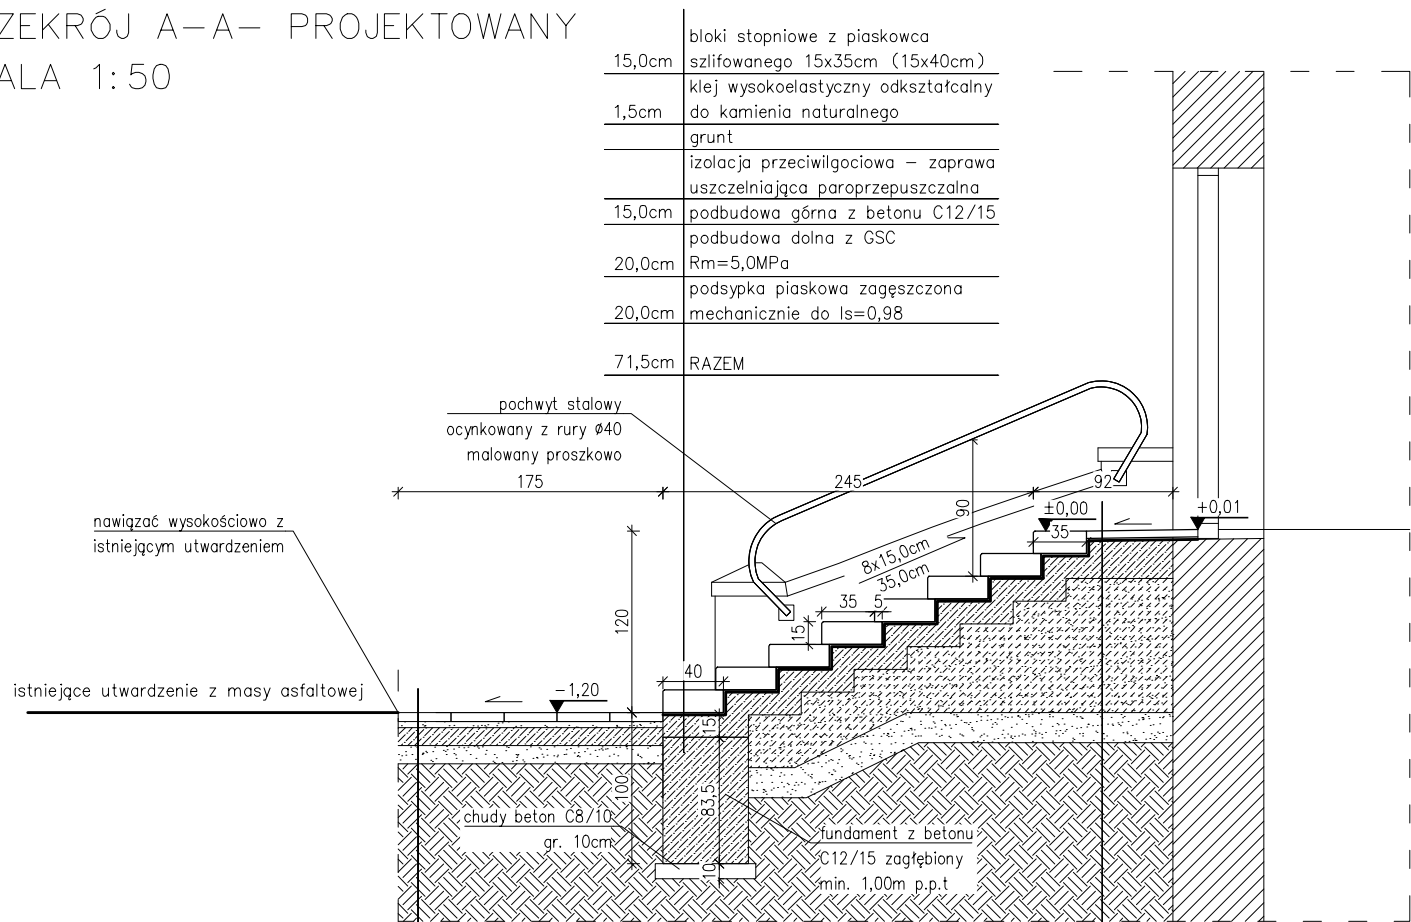 ZEKRÓJ A-A- PROJEKTOWANY
ALA 1:50
bloki stopniowe z piaskowca
15,0cm szlifowanego 15x35cm (15x40cm)
klej wysokoelastyczny odkształcalny
1,5cm do kamienia naturalnego
grunt
izolacja przeciwilgociowa – zaprawa
uszczelniająca paroprzepuszczalna
15,0cm podbudowa górna z betonu C12/15
podbudowa dolna z GSC
20,0cm Rm=5,0MPa
podsypka piaskowa zagęszczona
20,0cm mechanicznie do Is=0,98
71,5cm RAZEM
pochwyt stalowy
ocynkowany z rury ø40
malowany proszkowo
175
245
92
nawiązać wysokościowo z
istniejącym utwardzeniem
90
±0,00
+0,01
35
8x15,0cm
35,0cm
120
35
5
15
40
istniejące utwardzenie z masy asfaltowej
-1,20
15
100
83,5
chudy beton C8/10
gr. 10cm
10
fundament z betonu
C12/15 zagłębiony
min. 1,00m p.p.t